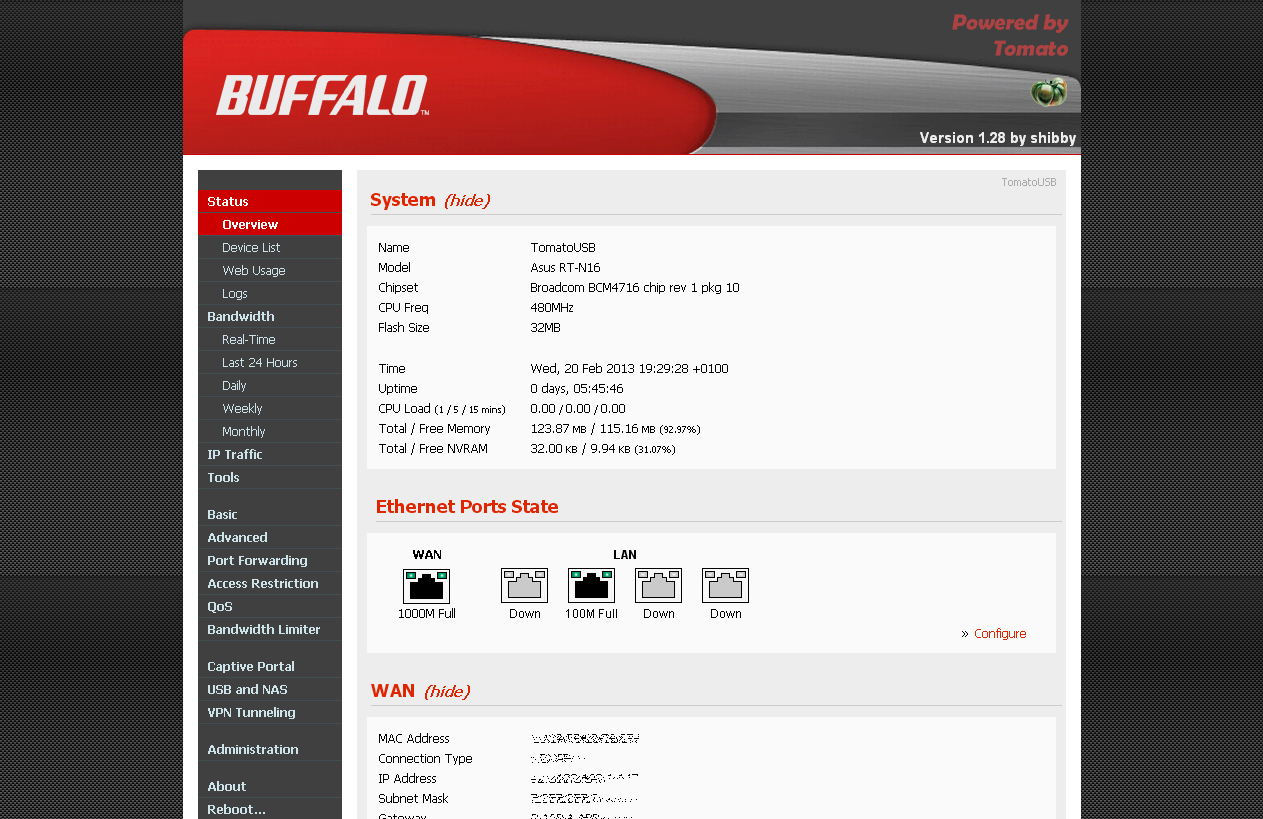 Powered by
Tomato
BUFFALO™
Version 1.28 by shibby
Status
Overview
Device List
Web Usage
Logs
Bandwidth
Real-Time
Last 24 Hours
Daily
Weekly
Monthly
IP Traffic
Tools
Basic
Advanced
Port Forwarding
Access Restriction
QoS
Bandwidth Limiter
Captive Portal
USB and NAS
VPN Tunneling
Administration
About
Reboot...
TomatoUSB
System (hide)
Name TomatoUSB
Model Asus RT-N16
Chipset Broadcom BCM4716 chip rev 1 pkg 10
CPU Freq 480MHz
Flash Size 32MB
Time Wed, 20 Feb 2013 19:29:28 +0100
Uptime 0 days, 05:45:46
CPU Load (1 / 5 / 15 mins) 0.00 / 0.00 / 0.00
Total / Free Memory 123.87 MB / 115.16 MB (92.97%)
Total / Free NVRAM 32.00 KB / 9.94 KB (31.07%)
Ethernet Ports State
WAN LAN
1000M Full Down 100M Full Down Down
» Configure
WAN (hide)
MAC Address
Connection Type
IP Address
Subnet Mask
Gateway